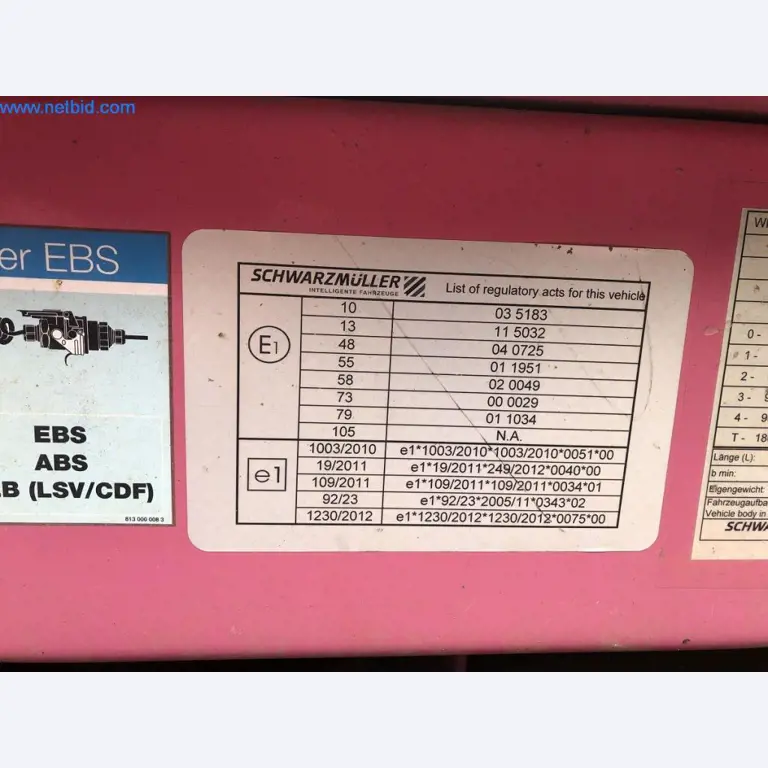 www.netbid.com
er EBS
EBS
ABS
B (LSV/CDF)
813 000 008 3
SCHWARZMÜLLER
INTELLIGENTE FAHRZEUGE
List of regulatory acts for this vehicle
E1
10 03 5183
13 11 5032
48 04 0725
55 01 1951
58 02 0049
73 00 0029
79 01 1034
105 N.A.
e1
1003/2010 e1*1003/2010*1003/2010*0051*00
19/2011 e1*19/2011*249/2012*0040*00
109/2011 e1*109/2011*109/2011*0034*01
92/23 e1*92/23*2005/11*0343*02
1230/2012 e1*1230/2012*1230/2012*0075*00
0 -
1 -
2 -
3 -
4 - 9
T - 18
Länge (L):
b min:
Eigengewicht:
Fahrzeugaufba
Vehicle body in
SCHWA